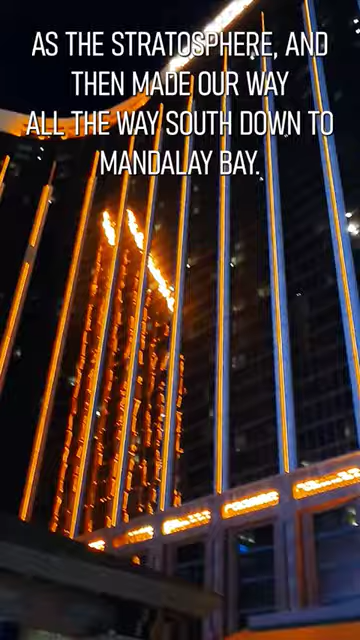 AS THE STRATOSPHERE, AND
THEN MADE OUR WAY
ALL THE WAY SOUTH DOWN TO
MANDALAY BAY.